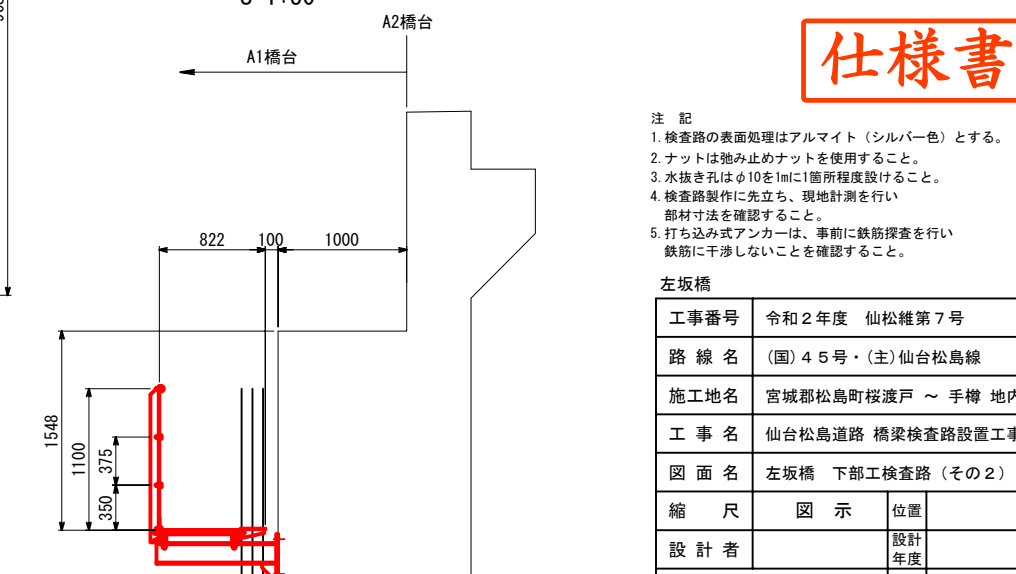 A2橋台
A1橋台
822
100
1000
1548
1100
375
350
仕様書
注 記
1.検査路の表面処理はアルマイト（シルバー色）とする。
2.ナットは弛み止めナットを使用すること。
3.水抜き孔はφ10を1mに1箇所程度設けること。
4.検査路製作に先立ち、現地計測を行い
部材寸法を確認すること。
5.打ち込み式アンカーは、事前に鉄筋探査を行い
鉄筋に干渉しないことを確認すること。
左坂橋
工事番号 令和２年度 仙松維第７号
路線名 (国)４５号・(主)仙台松島線
施工地名 宮城郡松島町桜渡戸 ～ 手樽 地内
工事名 仙台松島道路 橋梁検査路設置工事
図面名 左坂橋 下部工検査路（その２）
縮尺 図示 位置
設計者 設計
年度